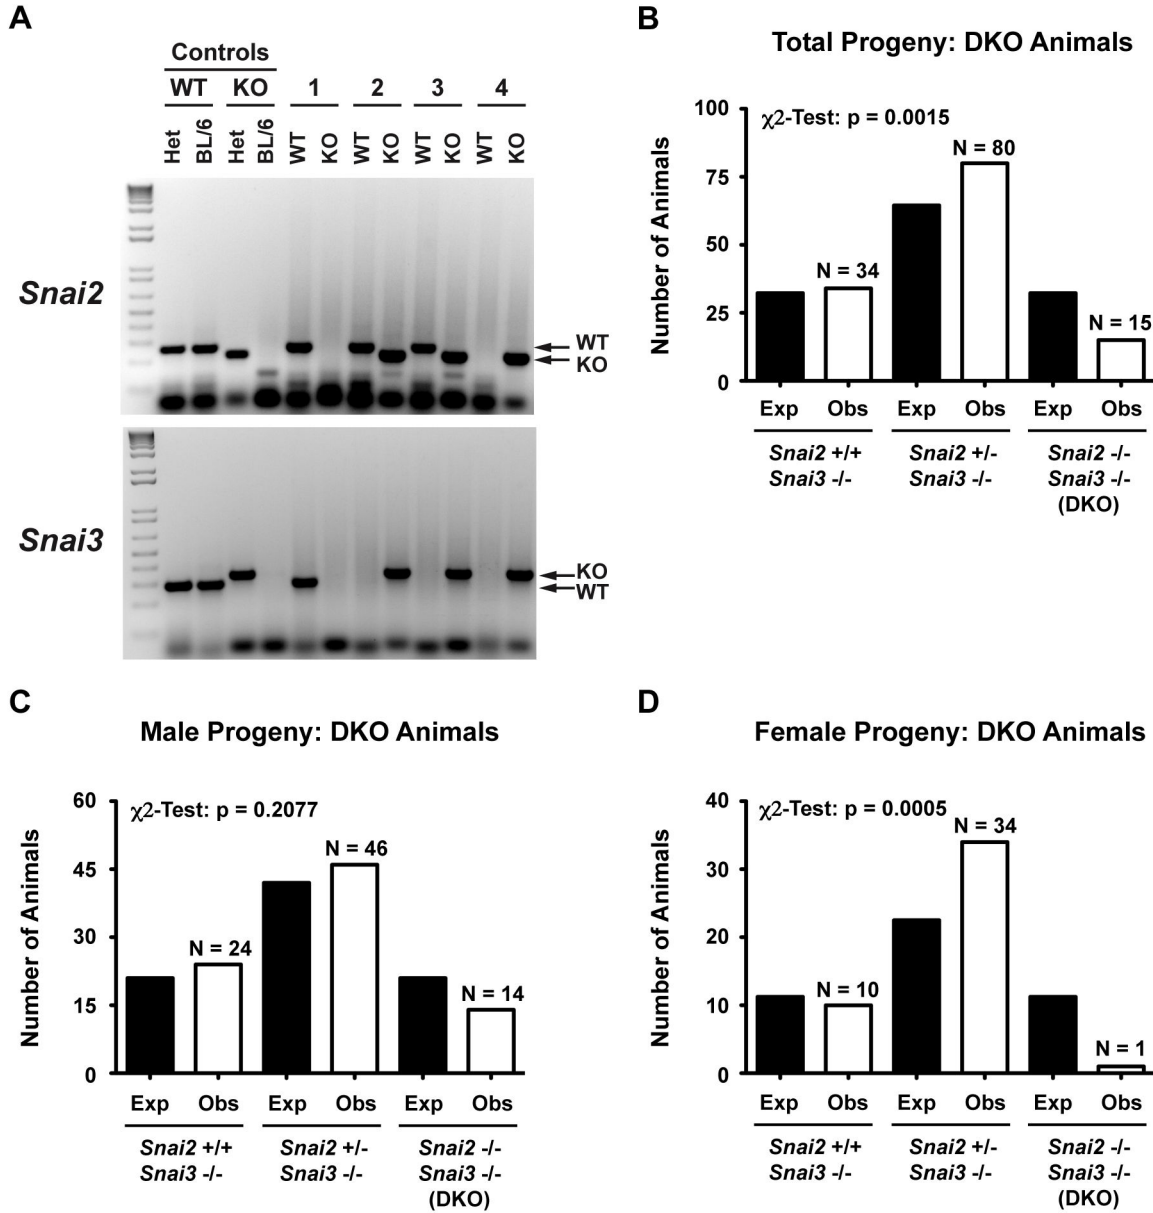 A
Controls
WT KO 1 2 3 4
Het BL/6 Het BL/6 WT KO WT KO WT KO WT KO
Snai2
WT
KO
Snai3
KO
WT
B
Total Progeny: DKO Animals
χ2-Test: p = 0.0015
Number of Animals
100
75
50
25
0
N = 34
N = 80
N = 15
Exp Obs Exp Obs Exp Obs
Snai2 +/+ Snai2 +/- Snai2 -/-
Snai3 -/- Snai3 -/- Snai3 -/-
(DKO)
C
Male Progeny: DKO Animals
χ2-Test: p = 0.2077
Number of Animals
60
45
30
15
0
N = 24
N = 46
N = 14
Exp Obs Exp Obs Exp Obs
Snai2 +/+ Snai2 +/- Snai2 -/-
Snai3 -/- Snai3 -/- Snai3 -/-
(DKO)
D
Female Progeny: DKO Animals
χ2-Test: p = 0.0005
Number of Animals
40
30
20
10
0
N = 10
N = 34
N = 1
Exp Obs Exp Obs Exp Obs
Snai2 +/+ Snai2 +/- Snai2 -/-
Snai3 -/- Snai3 -/- Snai3 -/-
(DKO)